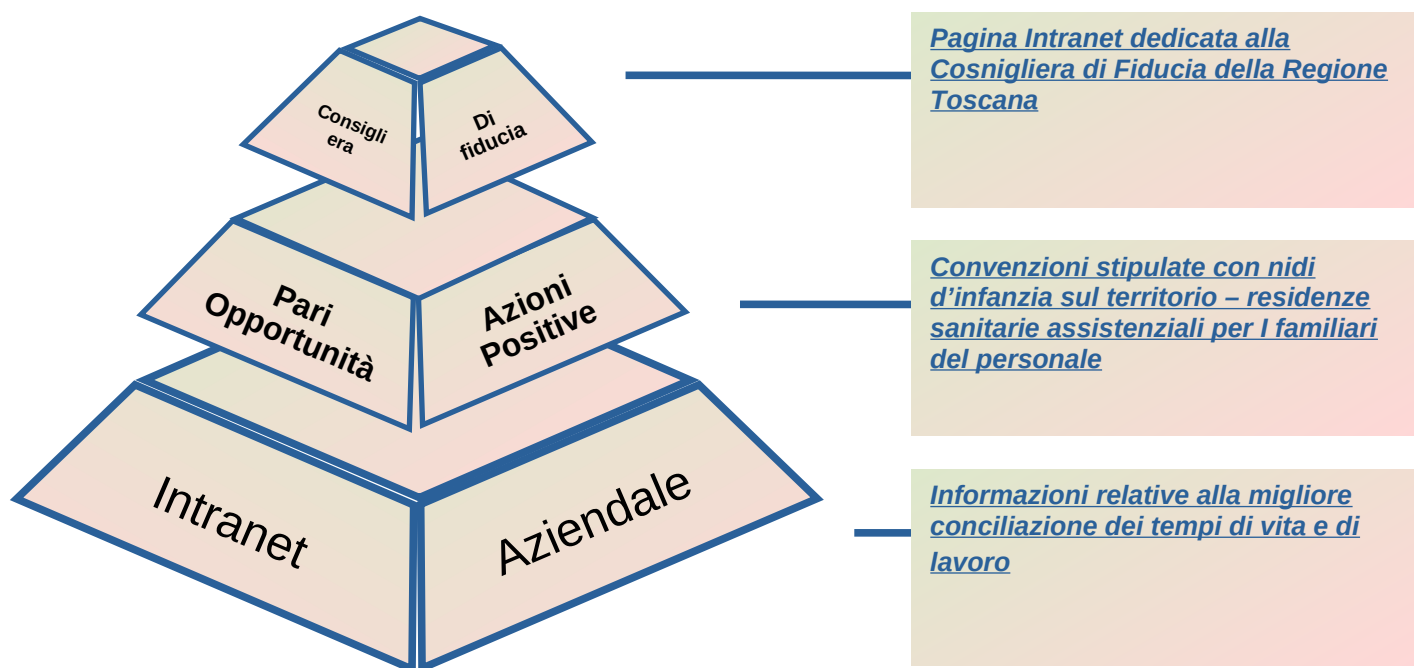 Consigli
era
Di
fiducia
Pagina Intranet dedicata alla
Cosnigliera di Fiducia della Regione
Toscana
Pari
Opportunità
Azioni
Positive
Convenzioni stipulate con nidi
d’infanzia sul territorio – residenze
sanitarie assistenziali per I familiari
del personale
Intranet
Aziendale
Informazioni relative alla migliore
conciliazione dei tempi di vita e di
lavoro